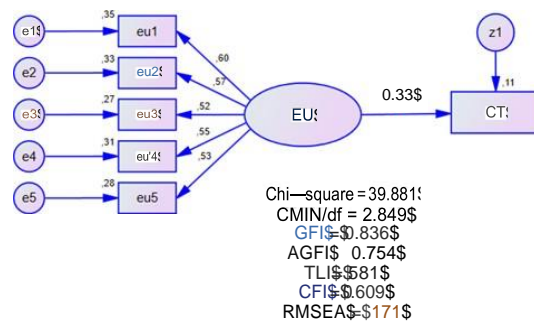 ,35
e1$ eu1
,33
e2 eu2$
,27
e3$ eu3$
,31
e4 eu'4$
,28
e5 eu5
,60
,57
,52
,55
,53
EU$
0.33$
z1
,11
CT$
Chi—square = 39.881$
CMIN/df = 2.849$
GFI$=$0.836$
AGFI$ 0.754$
TLI$=$581$
CFI$=$0.609$
RMSEA$=$171$